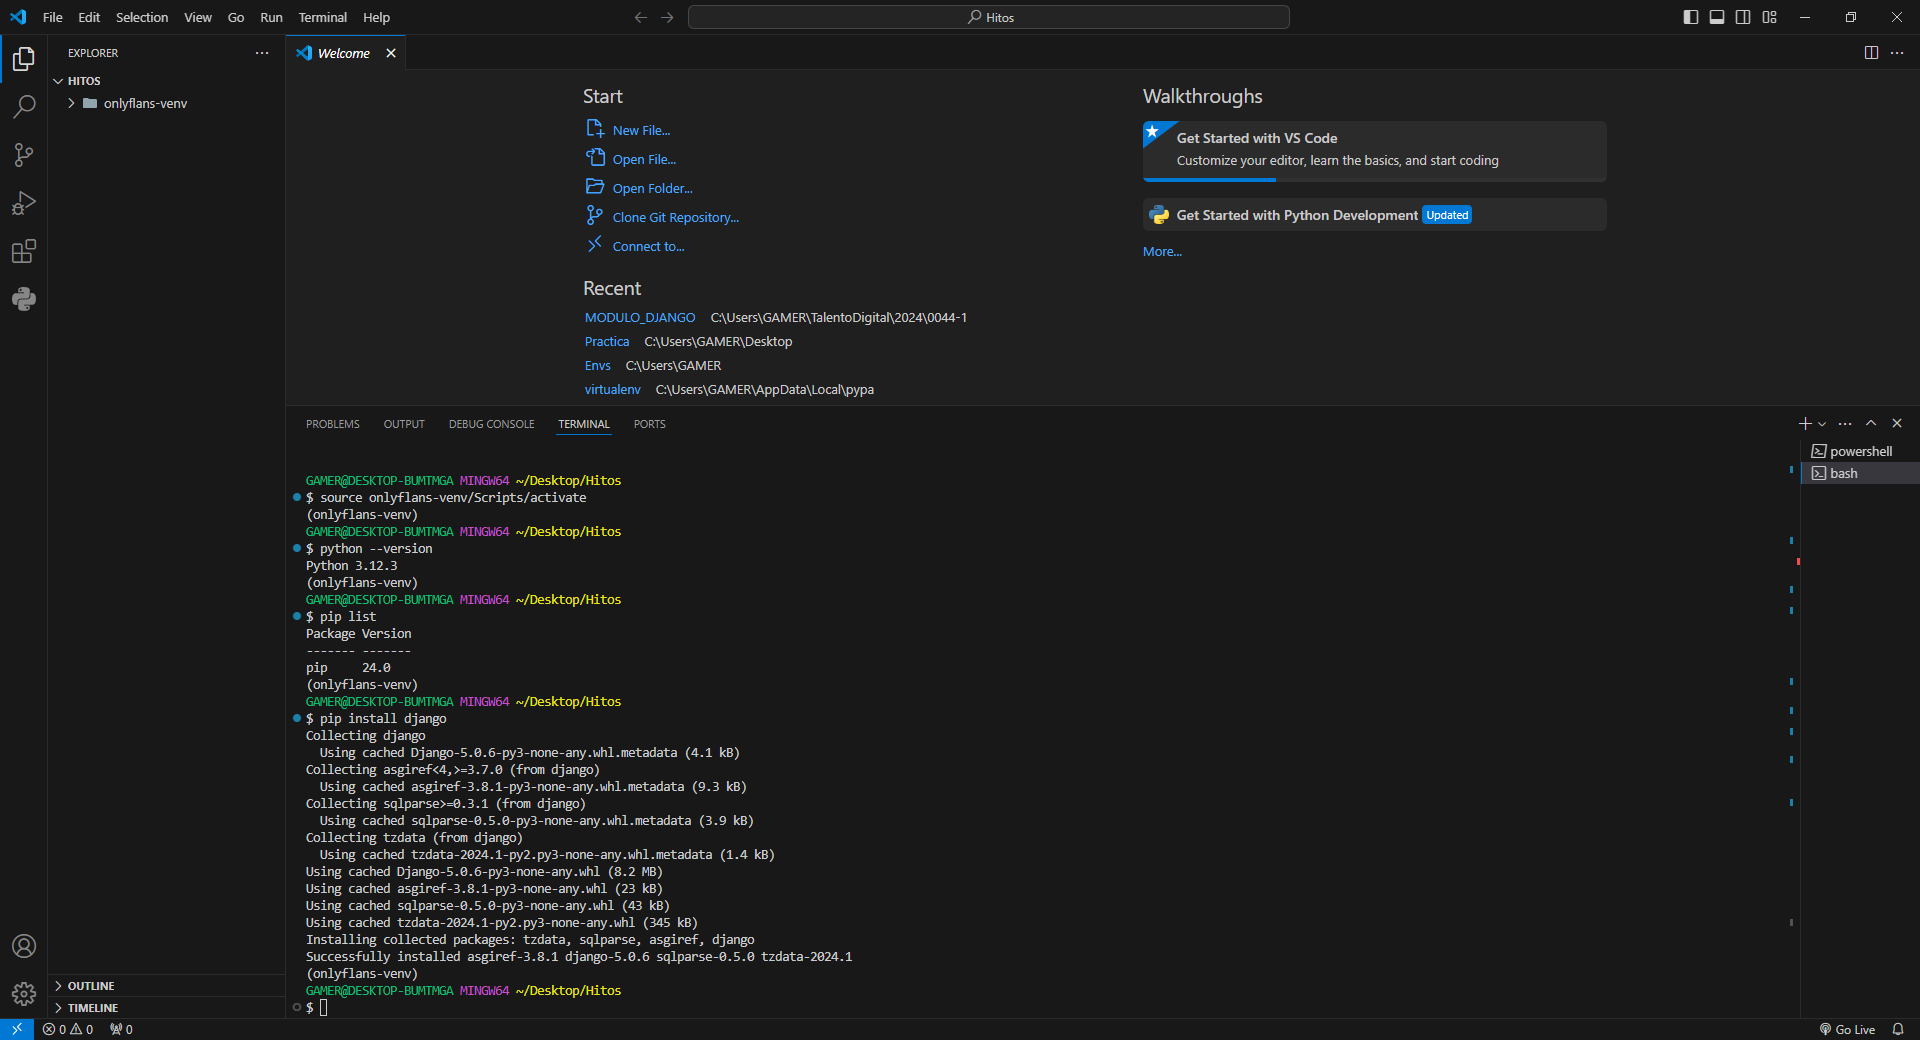 File Edit Selection View Go Run Terminal Help
Hitos
EXPLORER
HITOS
onlyflans-venv
OUTLINE
TIMELINE
Welcome
Start
New File...
Open File...
Open Folder...
Clone Git Repository...
Connect to...
Recent
MODULO_DJANGO C:\Users\GAMER\TalentoDigital\2024\0044-1
Practica C:\Users\GAMER\Desktop
Envs C:\Users\GAMER
virtualenv C:\Users\GAMER\AppData\Local\pypa
Walkthroughs
Get Started with VS Code
Customize your editor, learn the basics, and start coding
Get Started with Python Development Updated
More...
PROBLEMS OUTPUT DEBUG CONSOLE TERMINAL PORTS
GAMER@DESKTOP-BUMTMGA MINGW64 ~/Desktop/Hitos
$ source onlyflans-venv/Scripts/activate
(onlyflans-venv)
GAMER@DESKTOP-BUMTMGA MINGW64 ~/Desktop/Hitos
$ python --version
Python 3.12.3
(onlyflans-venv)
GAMER@DESKTOP-BUMTMGA MINGW64 ~/Desktop/Hitos
$ pip list
Package Version
------- -------
pip     24.0
(onlyflans-venv)
GAMER@DESKTOP-BUMTMGA MINGW64 ~/Desktop/Hitos
$ pip install django
Collecting django
  Using cached Django-5.0.6-py3-none-any.whl.metadata (4.1 kB)
Collecting asgiref<4,>=3.7.0 (from django)
  Using cached asgiref-3.8.1-py3-none-any.whl.metadata (9.3 kB)
Collecting sqlparse>=0.3.1 (from django)
  Using cached sqlparse-0.5.0-py3-none-any.whl.metadata (3.9 kB)
Collecting tzdata (from django)
  Using cached tzdata-2024.1-py2.py3-none-any.whl.metadata (1.4 kB)
Using cached Django-5.0.6-py3-none-any.whl (8.2 MB)
Using cached asgiref-3.8.1-py3-none-any.whl (23 kB)
Using cached sqlparse-0.5.0-py3-none-any.whl (43 kB)
Using cached tzdata-2024.1-py2.py3-none-any.whl (345 kB)
Installing collected packages: tzdata, sqlparse, asgiref, django
Successfully installed asgiref-3.8.1 django-5.0.6 sqlparse-0.5.0 tzdata-2024.1
(onlyflans-venv)
GAMER@DESKTOP-BUMTMGA MINGW64 ~/Desktop/Hitos
$
powershell
bash
0 0 0
Go Live